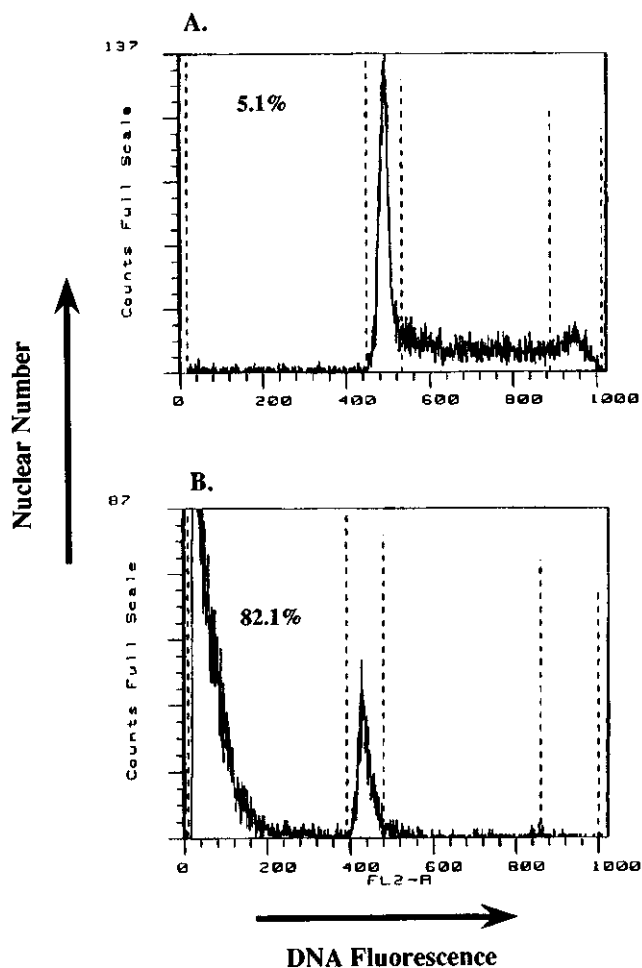 A.
137
5.1%
Counts Full Scale
0 200 400 600 800 1000
Nuclear Number
B.
87
82.1%
Counts Full Scale
0 200 400 600 800 1000
FL2-A
DNA Fluorescence